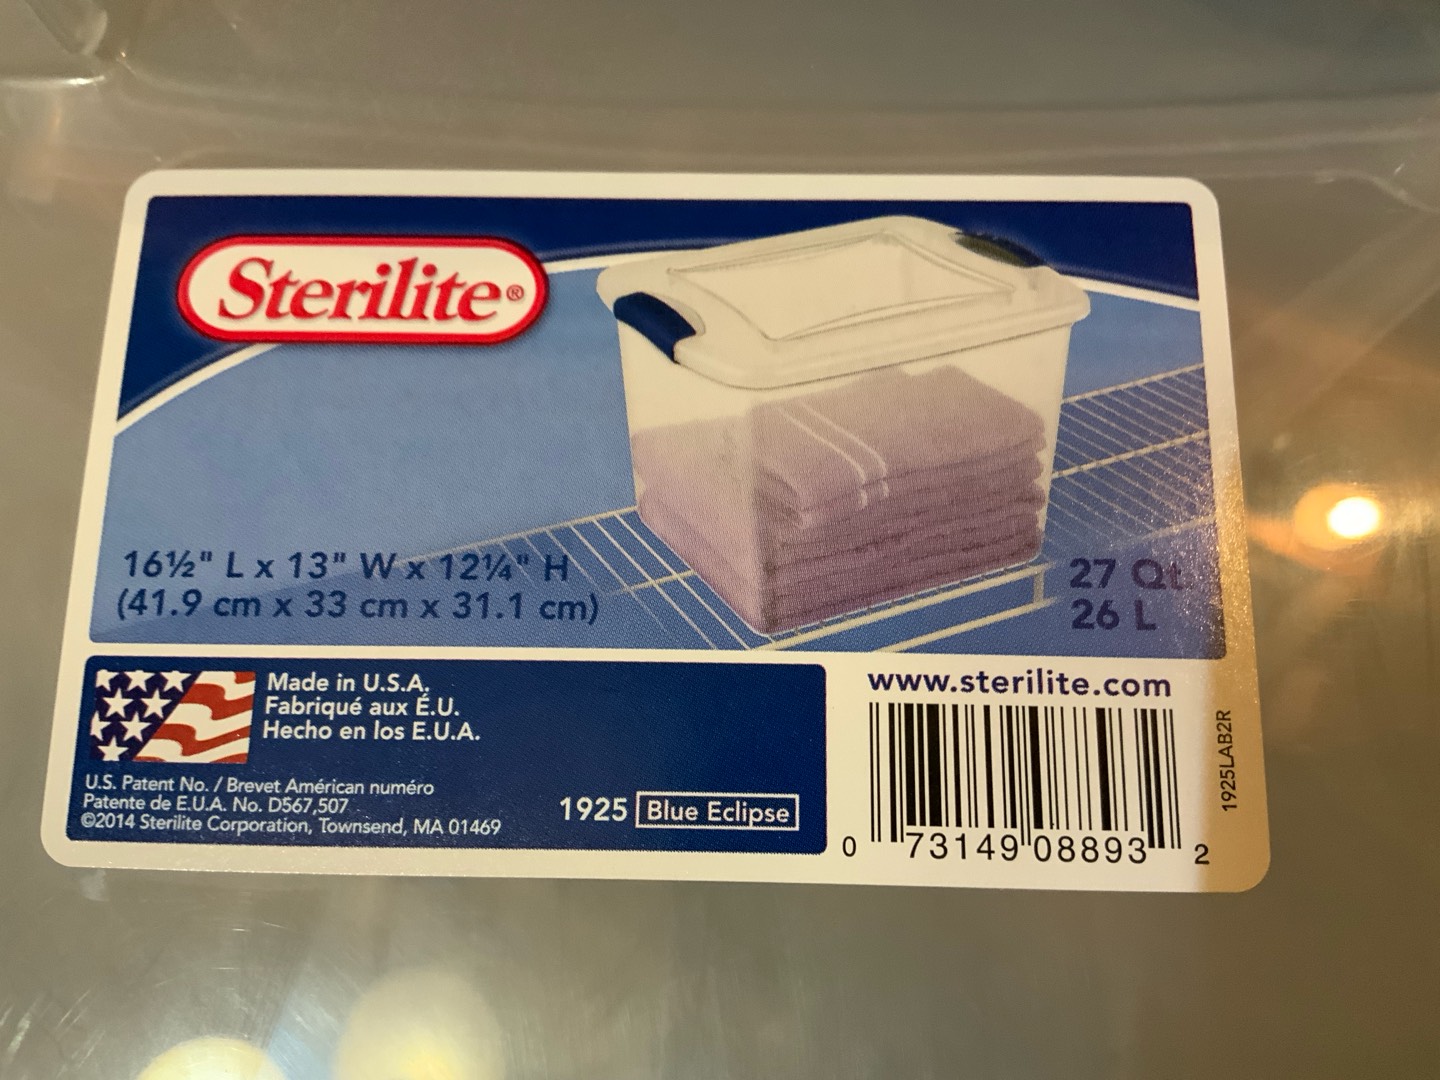 Sterilite®
16½" L x 13" W x 12¼" H
(41.9 cm x 33 cm x 31.1 cm)
27 Qt
26 L
Made in U.S.A.
Fabriqué aux É.U.
Hecho en los E.U.A.
U.S. Patent No. / Brevet Américan numéro
Patente de E.U.A. No. D567,507
©2014 Sterilite Corporation, Townsend, MA 01469
1925 Blue Eclipse
www.sterilite.com
0 73149 08893 2
1925LAB2R